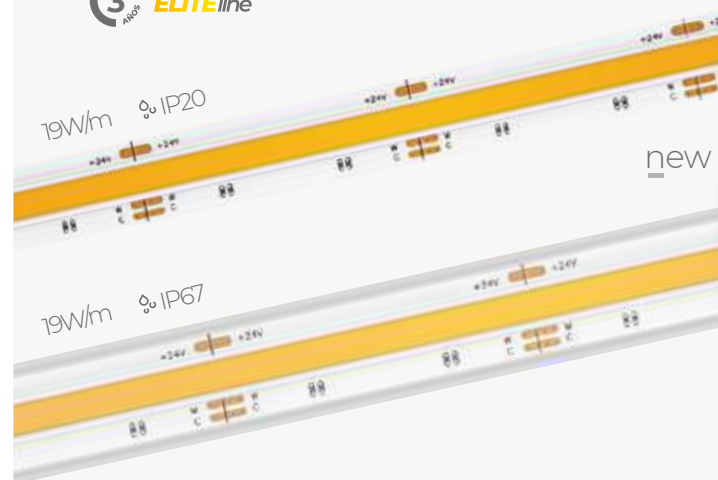 3 AÑOS
ELITEline
19W/m IP20
+24V +24V
+24V +24V
+24V
W W
C C
W W
C C
W
C
new
19W/m IP67
+24V +24V
+24V +24V
W W
C C
W W
C C